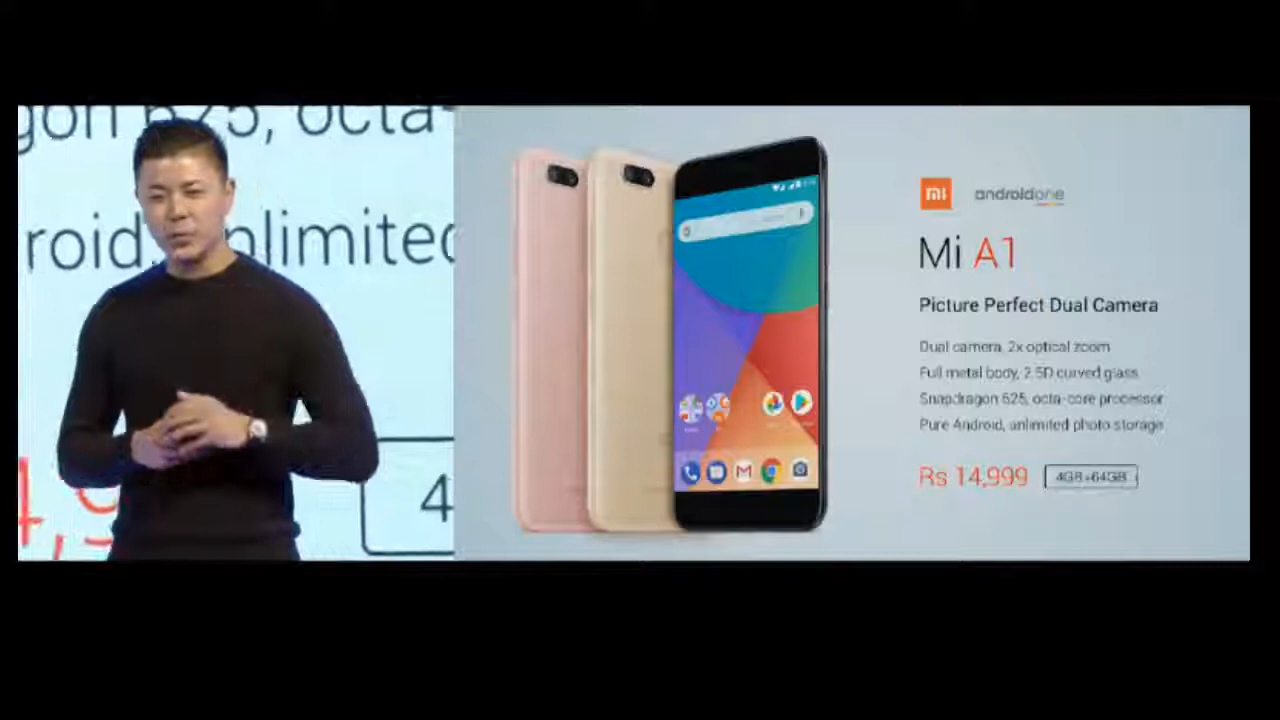 gon 625, octa-
roid, unlimited
4,9
4
mi
androidone
Mi A1
Picture Perfect Dual Camera
Dual camera, 2x optical zoom
Full metal body, 2.5D curved glass
Snapdragon 625, octa-core processor
Pure Android, unlimited photo storage
Rs 14,999
4GB+64GB